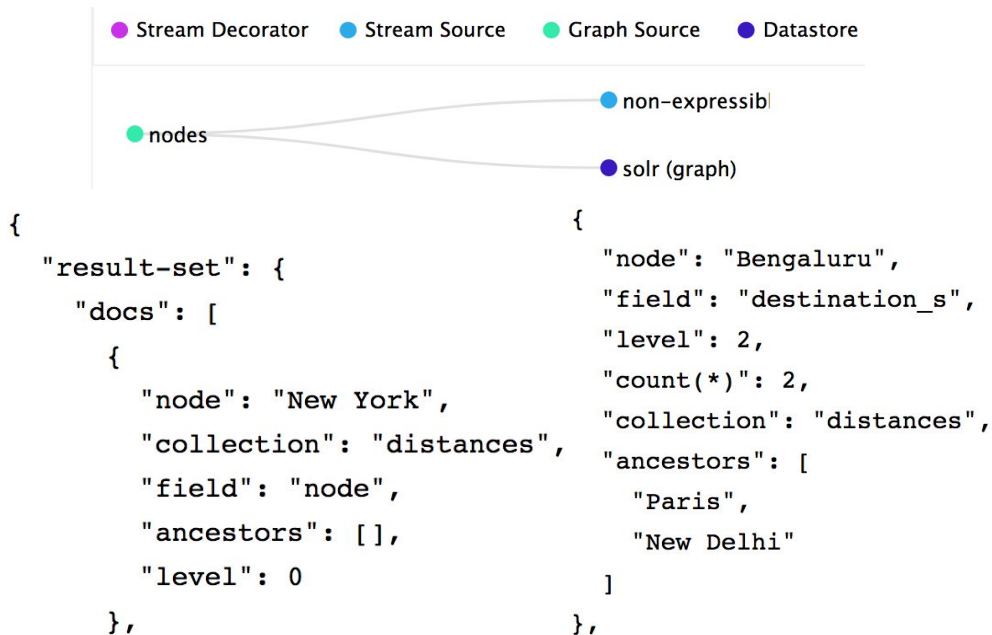 Stream Decorator Stream Source Graph Source Datastore
non-expressibl
nodes
solr (graph)
{
"result-set": {
"docs": [
{
"node": "New York",
"collection": "distances",
"field": "node",
"ancestors": [],
"level": 0
},
{
"node": "Bengaluru",
"field": "destination_s",
"level": 2,
"count(*)": 2,
"collection": "distances",
"ancestors": [
"Paris",
"New Delhi"
]
},